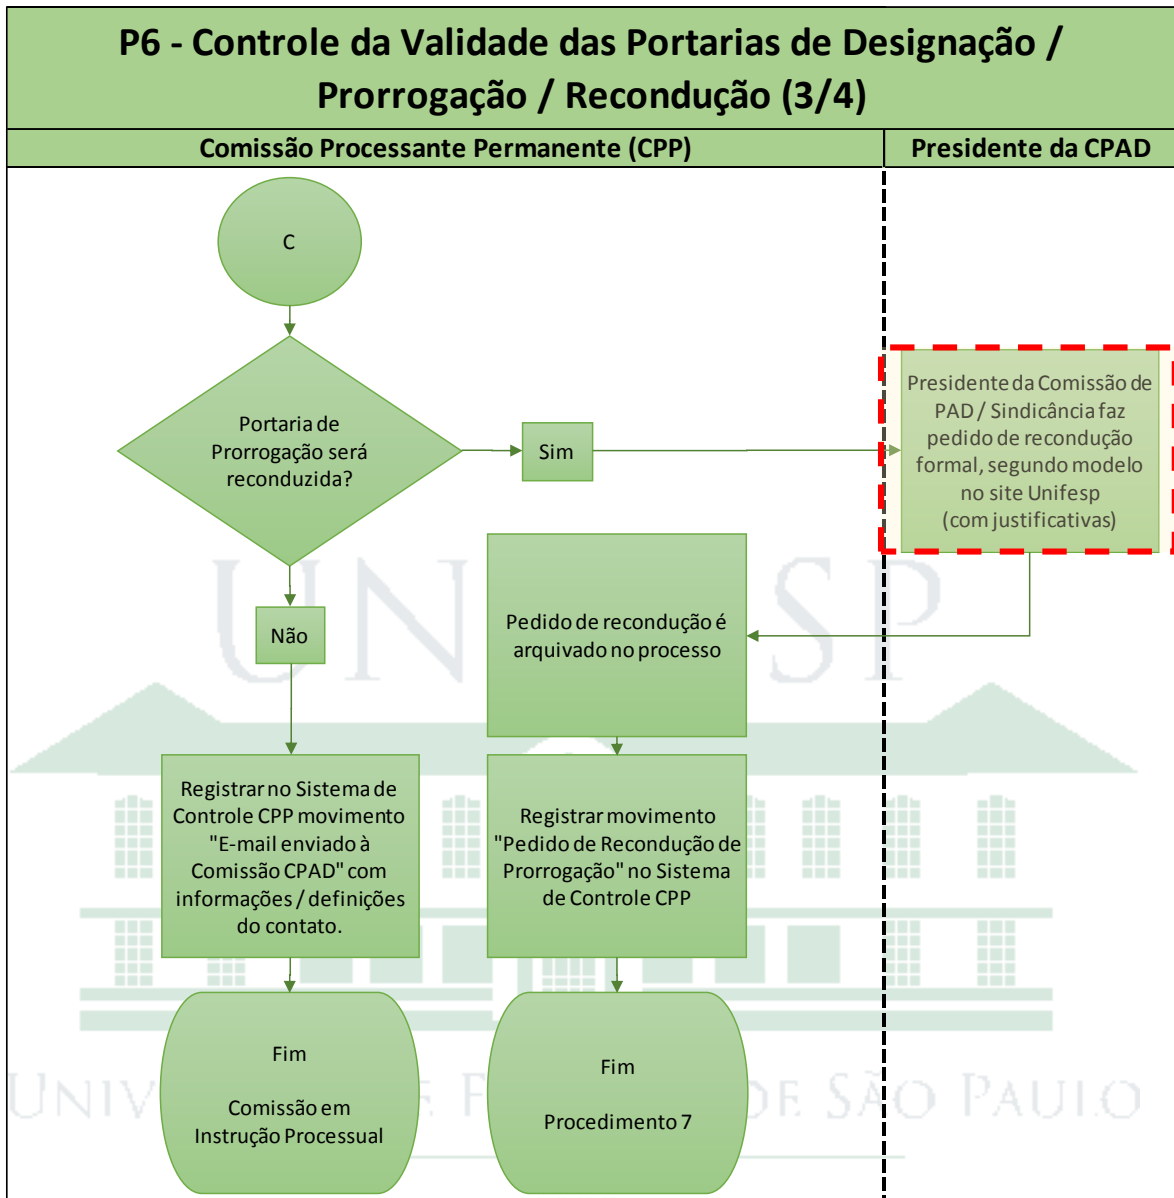 P6 - Controle da Validade das Portarias de Designação /
Prorrogação / Recondução (3/4)
Comissão Processante Permanente (CPP)
Presidente da CPAD
C
Portaria de
Prorrogação será
reconduzida?
Sim
Presidente da Comissão de
PAD / Sindicância faz
pedido de recondução
formal, segundo modelo
no site Unifesp
(com justificativas)
Não
Pedido de recondução é
arquivado no processo
Registrar no Sistema de
Controle CPP movimento
"E-mail enviado à
Comissão CPAD" com
informações / definições
do contato.
Registrar movimento
"Pedido de Recondução de
Prorrogação" no Sistema
de Controle CPP
Fim
Comissão em
Instrução Processual
Fim
Procedimento 7
DE SÃO PAULO